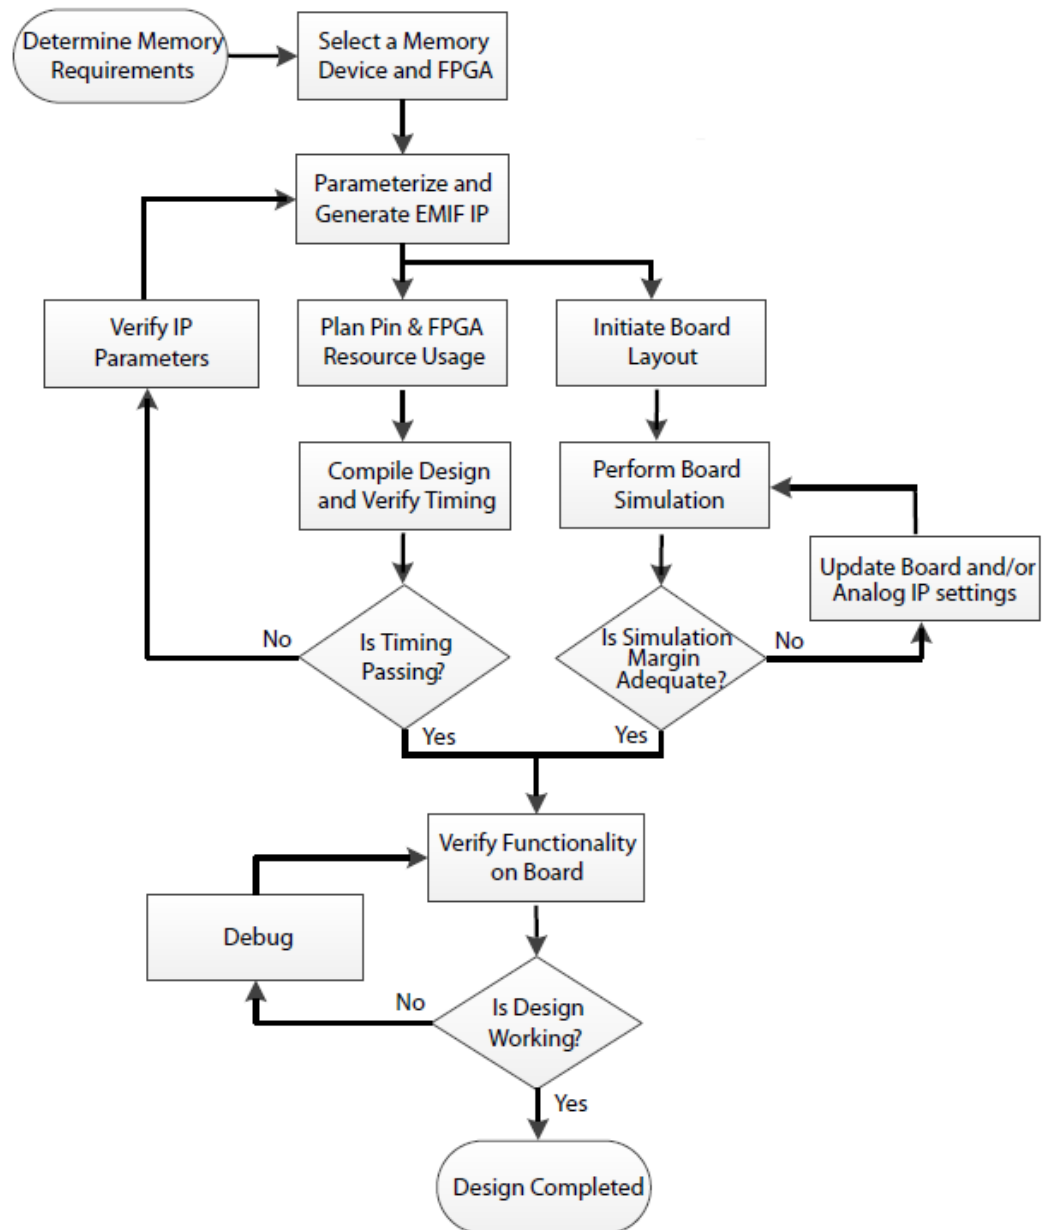 Determine Memory
Requirements
Select a Memory
Device and FPGA
Parameterize and
Generate EMIF IP
Verify IP
Parameters
Plan Pin & FPGA
Resource Usage
Initiate Board
Layout
Compile Design
and Verify Timing
Perform Board
Simulation
Update Board and/or
Analog IP settings
No
Is Timing
Passing?
Is Simulation
Margin
Adequate?
No
Yes
Yes
Verify Functionality
on Board
Debug
No
Is Design
Working?
Yes
Design Completed